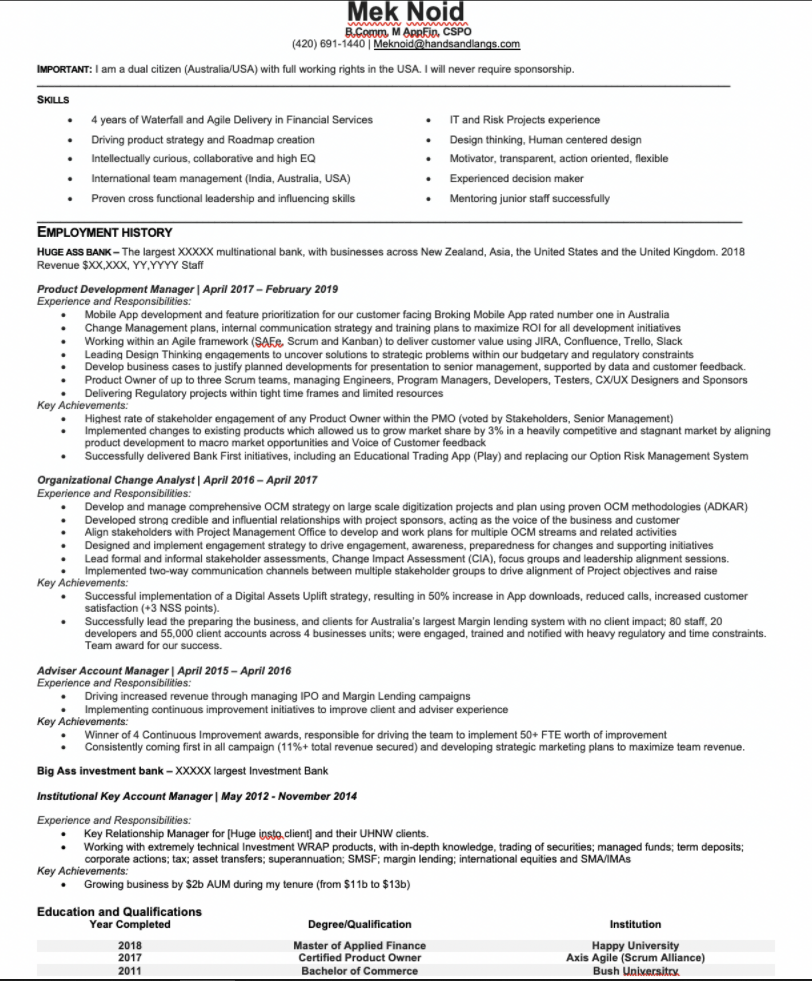 Mek Noid
B.Comm, M AppFin, CSPO
(420) 691-1440 | Meknoid@handsandlangs.com
IMPORTANT: I am a dual citizen (Australia/USA) with full working rights in the USA. I will never require sponsorship.
SKILLS
• 4 years of Waterfall and Agile Delivery in Financial Services
• Driving product strategy and Roadmap creation
• Intellectually curious, collaborative and high EQ
• International team management (India, Australia, USA)
• Proven cross functional leadership and influencing skills
• IT and Risk Projects experience
• Design thinking, Human centered design
• Motivator, transparent, action oriented, flexible
• Experienced decision maker
• Mentoring junior staff successfully
EMPLOYMENT HISTORY
HUGE ASS BANK – The largest XXXXX multinational bank, with businesses across New Zealand, Asia, the United States and the United Kingdom. 2018
Revenue $XX,XXX, YY,YYYY Staff
Product Development Manager | April 2017 – February 2019
Experience and Responsibilities:
• Mobile App development and feature prioritization for our customer facing Broking Mobile App rated number one in Australia
• Change Management plans, internal communication strategy and training plans to maximize ROI for all development initiatives
• Working within an Agile framework (SAFe, Scrum and Kanban) to deliver customer value using JIRA, Confluence, Trello, Slack
• Leading Design Thinking engagements to uncover solutions to strategic problems within our budgetary and regulatory constraints
• Develop business cases to justify planned developments for presentation to senior management, supported by data and customer feedback.
• Product Owner of up to three Scrum teams, managing Engineers, Program Managers, Developers, Testers, CX/UX Designers and Sponsors
• Delivering Regulatory projects within tight time frames and limited resources
Key Achievements:
• Highest rate of stakeholder engagement of any Product Owner within the PMO (voted by Stakeholders, Senior Management)
• Implemented changes to existing products which allowed us to grow market share by 3% in a heavily competitive and stagnant market by aligning
product development to macro market opportunities and Voice of Customer feedback
• Successfully delivered Bank First initiatives, including an Educational Trading App (Play) and replacing our Option Risk Management System
Organizational Change Analyst | April 2016 – April 2017
Experience and Responsibilities:
• Develop and manage comprehensive OCM strategy on large scale digitization projects and plan using proven OCM methodologies (ADKAR)
• Developed strong credible and influential relationships with project sponsors, acting as the voice of the business and customer
• Align stakeholders with Project Management Office to develop and work plans for multiple OCM streams and related activities
• Designed and implement engagement strategy to drive engagement, awareness, preparedness for changes and supporting initiatives
• Lead formal and informal stakeholder assessments, Change Impact Assessment (CIA), focus groups and leadership alignment sessions.
• Implemented two-way communication channels between multiple stakeholder groups to drive alignment of Project objectives and raise
Key Achievements:
• Successful implementation of a Digital Assets Uplift strategy, resulting in 50% increase in App downloads, reduced calls, increased customer
satisfaction (+3 NSS points).
• Successfully lead the preparing the business, and clients for Australia's largest Margin lending system with no client impact; 80 staff, 20
developers and 55,000 client accounts across 4 businesses units; were engaged, trained and notified with heavy regulatory and time constraints.
Team award for our success.
Adviser Account Manager | April 2015 – April 2016
Experience and Responsibilities:
• Driving increased revenue through managing IPO and Margin Lending campaigns
• Implementing continuous improvement initiatives to improve client and adviser experience
Key Achievements:
• Winner of 4 Continuous Improvement awards, responsible for driving the team to implement 50+ FTE worth of improvement
• Consistently coming first in all campaign (11%+ total revenue secured) and developing strategic marketing plans to maximize team revenue.
Big Ass investment bank – XXXXX largest Investment Bank
Institutional Key Account Manager | May 2012 - November 2014
Experience and Responsibilities:
• Key Relationship Manager for [Huge insto client] and their UHNW clients.
• Working with extremely technical Investment WRAP products, with in-depth knowledge, trading of securities; managed funds; term deposits;
corporate actions; tax; asset transfers; superannuation; SMSF; margin lending; international equities and SMA/IMAs
Key Achievements:
• Growing business by $2b AUM during my tenure (from $11b to $13b)
Education and Qualifications
Year Completed Degree/Qualification Institution
2018 Master of Applied Finance Happy University
2017 Certified Product Owner Axis Agile (Scrum Alliance)
2011 Bachelor of Commerce Bush Universitry